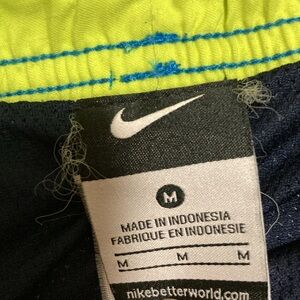 M
MADE IN INDONESIA
FABRIQUE EN INDONESIE
M M M
nikebetterworld.com